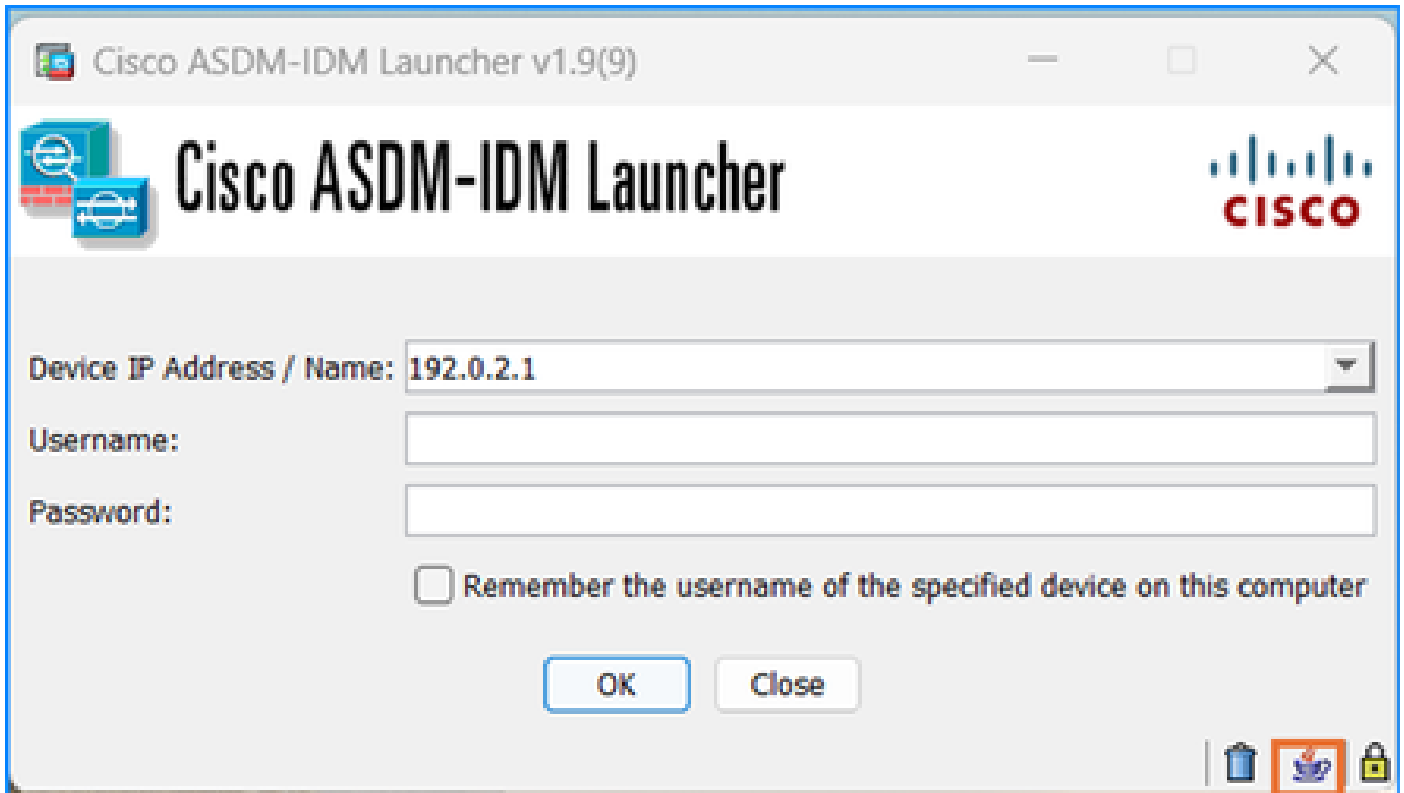 Cisco ASDM-IDM Launcher v1.9(9)
Cisco ASDM-IDM Launcher
CISCO
Device IP Address / Name: 192.0.2.1
Username:
Password:
Remember the username of the specified device on this computer
OK Close